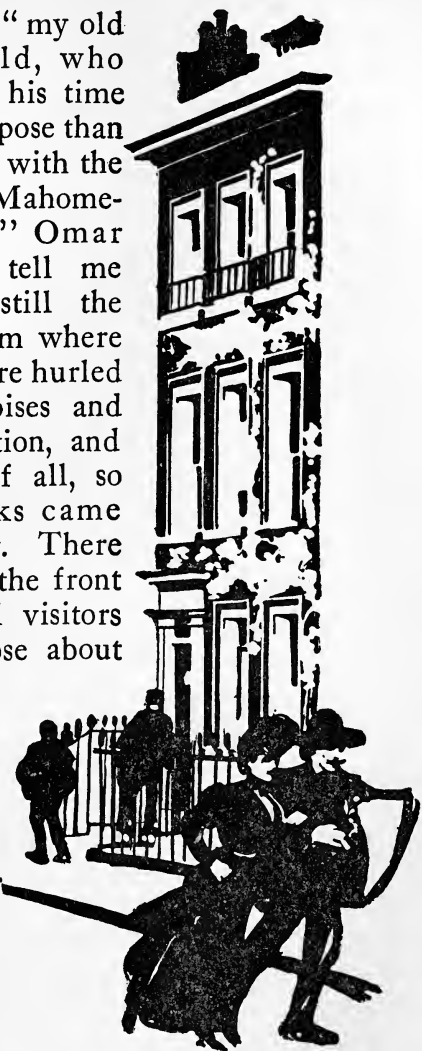 “ my old
ld, who
his time
pose than
with the
Mahome-
” Omar
tell me
still the
m where
re hurled
oises and
tion, and
f all, so
ks came
. There
the front
visitors
ose about